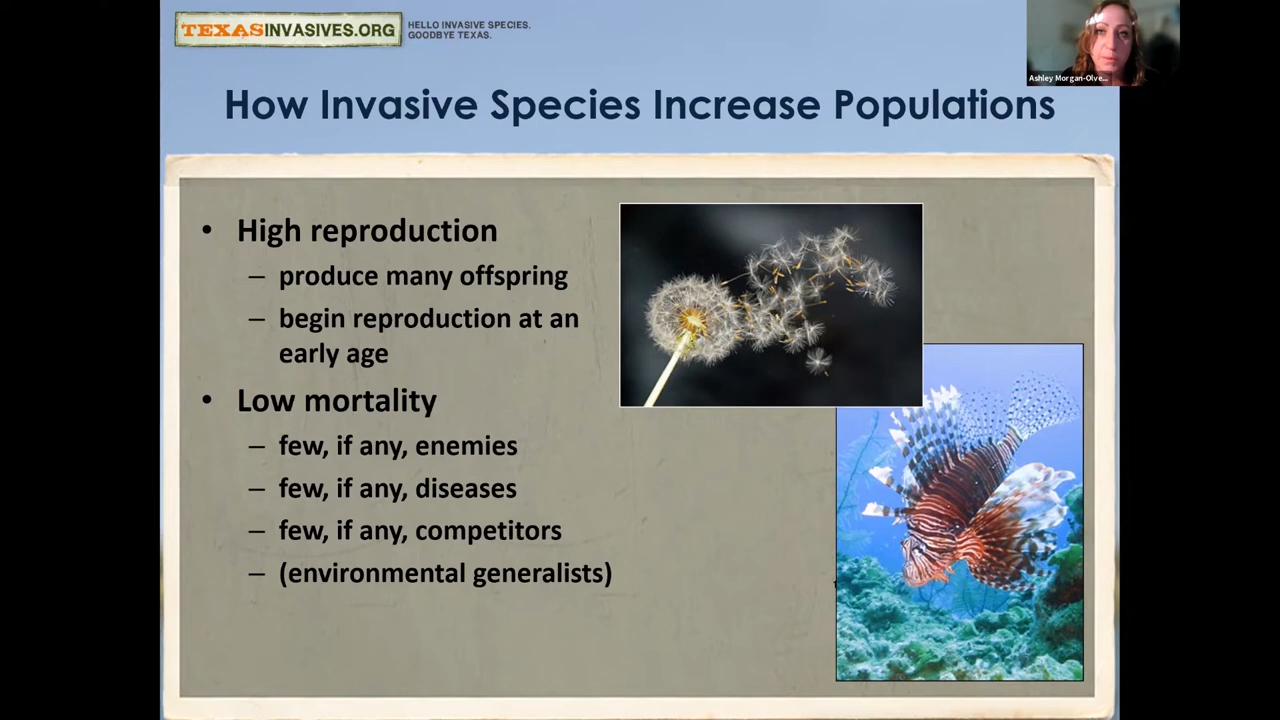 TEXASINVASIVES.ORG
HELLO INVASIVE SPECIES.
GOODBYE TEXAS.
Ashley Morgan-Olve...
How Invasive Species Increase Populations
• High reproduction
– produce many offspring
– begin reproduction at an
early age
• Low mortality
– few, if any, enemies
– few, if any, diseases
– few, if any, competitors
– (environmental generalists)